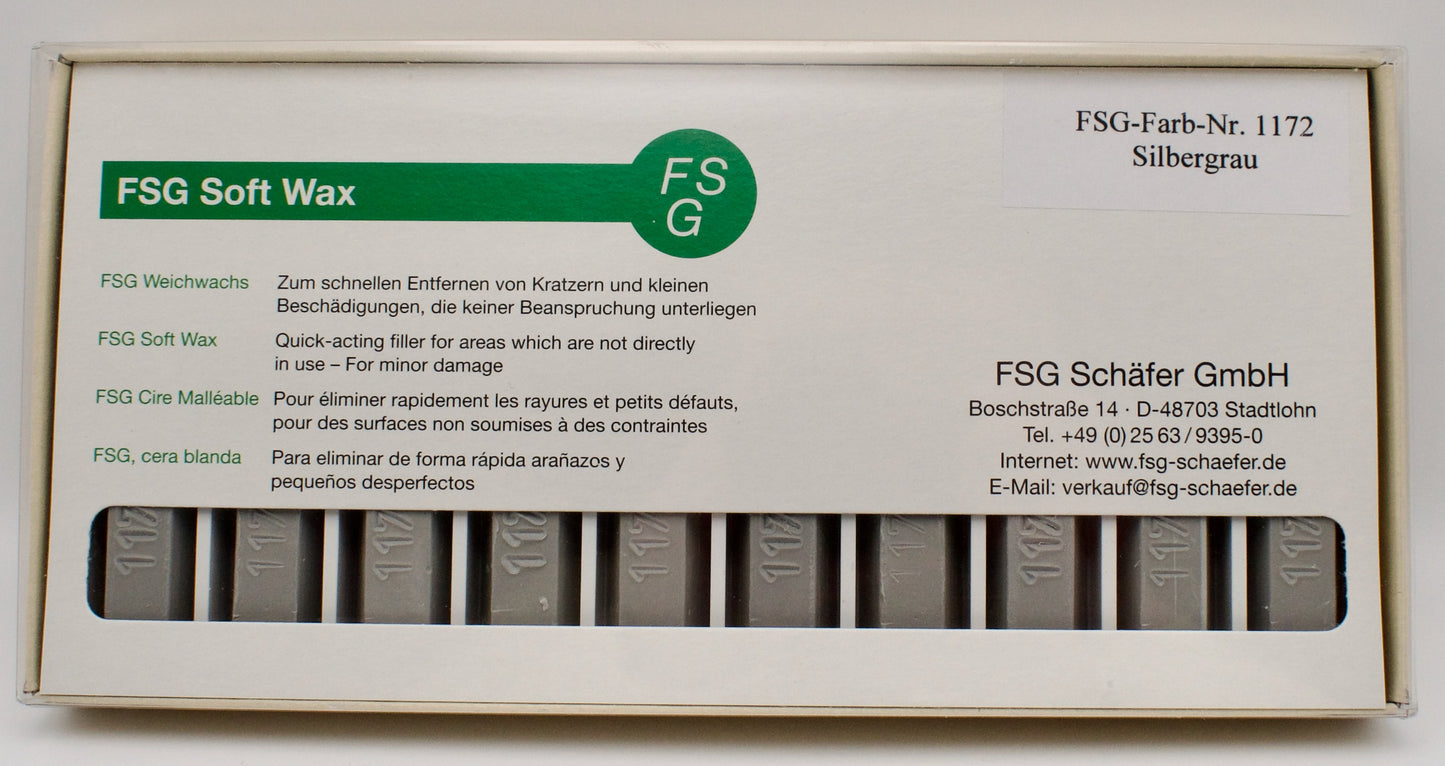 FSG-Farb-Nr. 1172
Silbergrau
FSG Soft Wax
FS
G
FSG Weichwachs Zum schnellen Entfernen von Kratzern und kleinen
Beschädigungen, die keiner Beanspruchung unterliegen
FSG Soft Wax Quick-acting filler for areas which are not directly
in use – For minor damage
FSG Cire Malléable Pour éliminer rapidement les rayures et petits défauts,
pour des surfaces non soumises à des contraintes
FSG, cera blanda Para eliminar de forma rápida arañazos y
pequeños desperfectos
FSG Schäfer GmbH
Boschstraße 14 · D-48703 Stadtlohn
Tel. +49 (0) 25 63 / 9395-0
Internet: www.fsg-schaefer.de
E-Mail: verkauf@fsg-schaefer.de